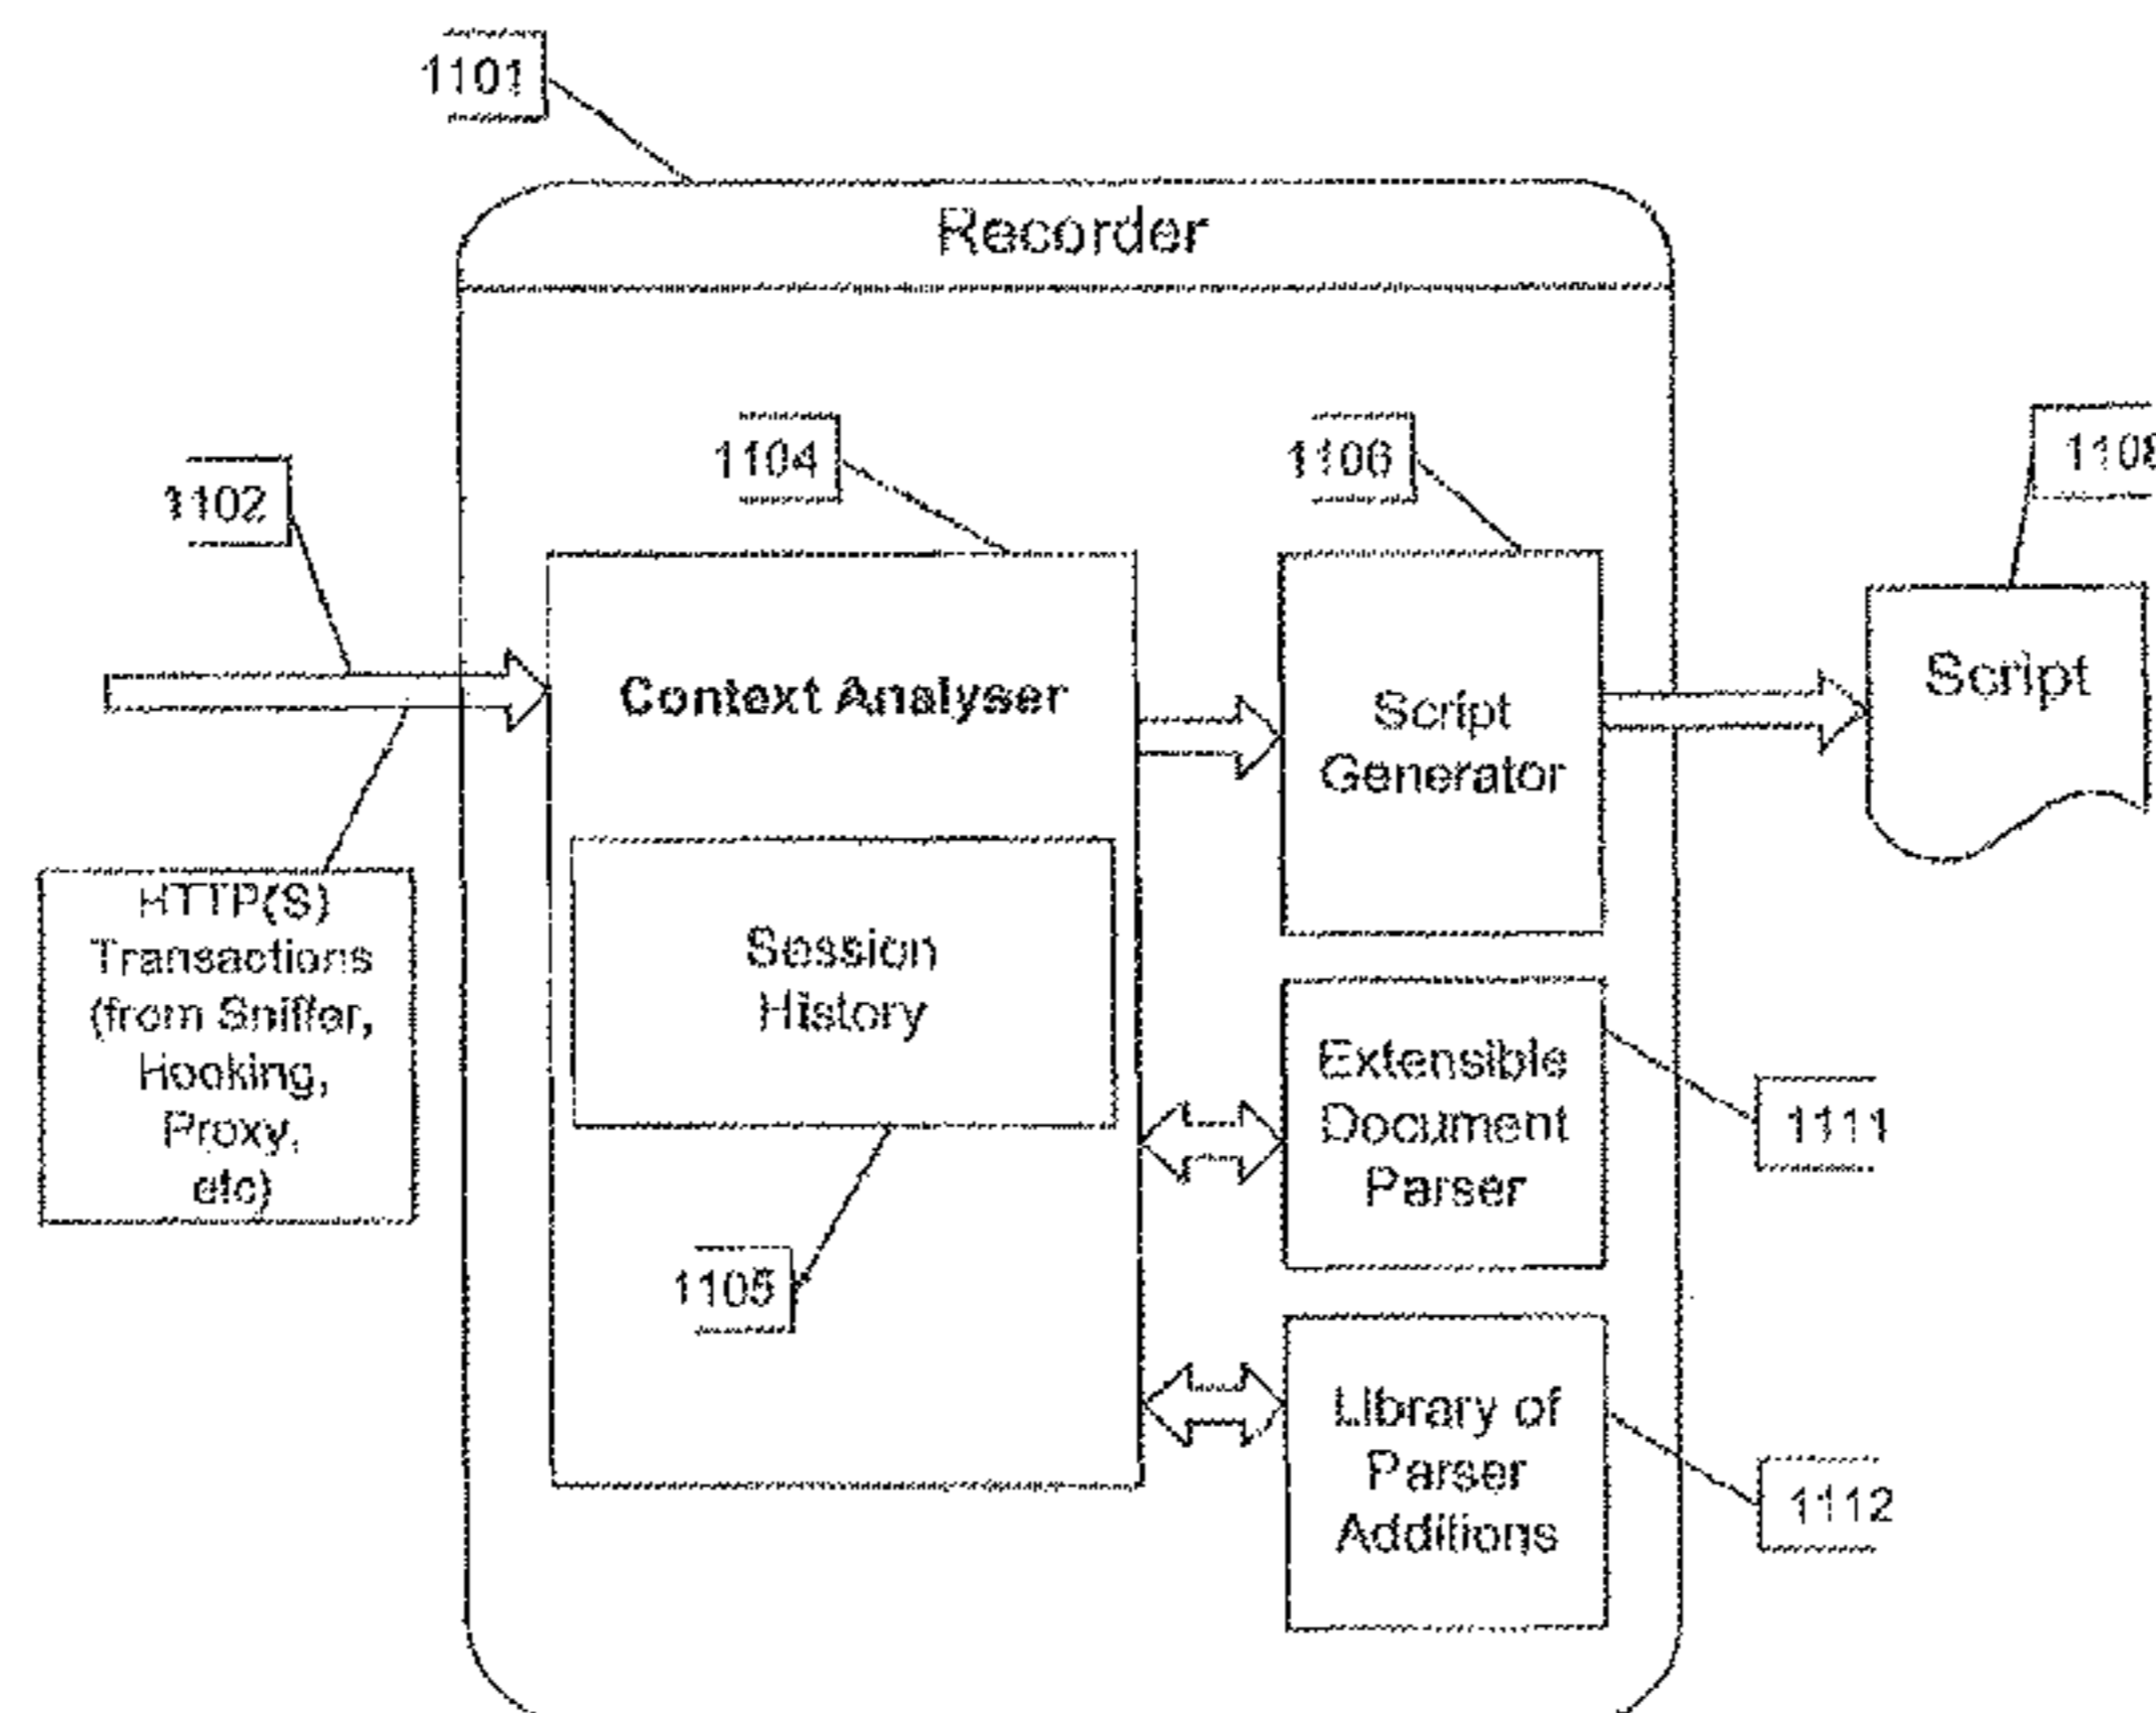 1101
Recorder
1104
1106
1108
1102
Context Analyser
Script
Generator
Script
HTTP(S)
Transactions
(from Sniffer,
Hooking,
Proxy,
etc)
Session
History
1105
Extensible
Document
Parser
1111
Library of
Parser
Additions
1112